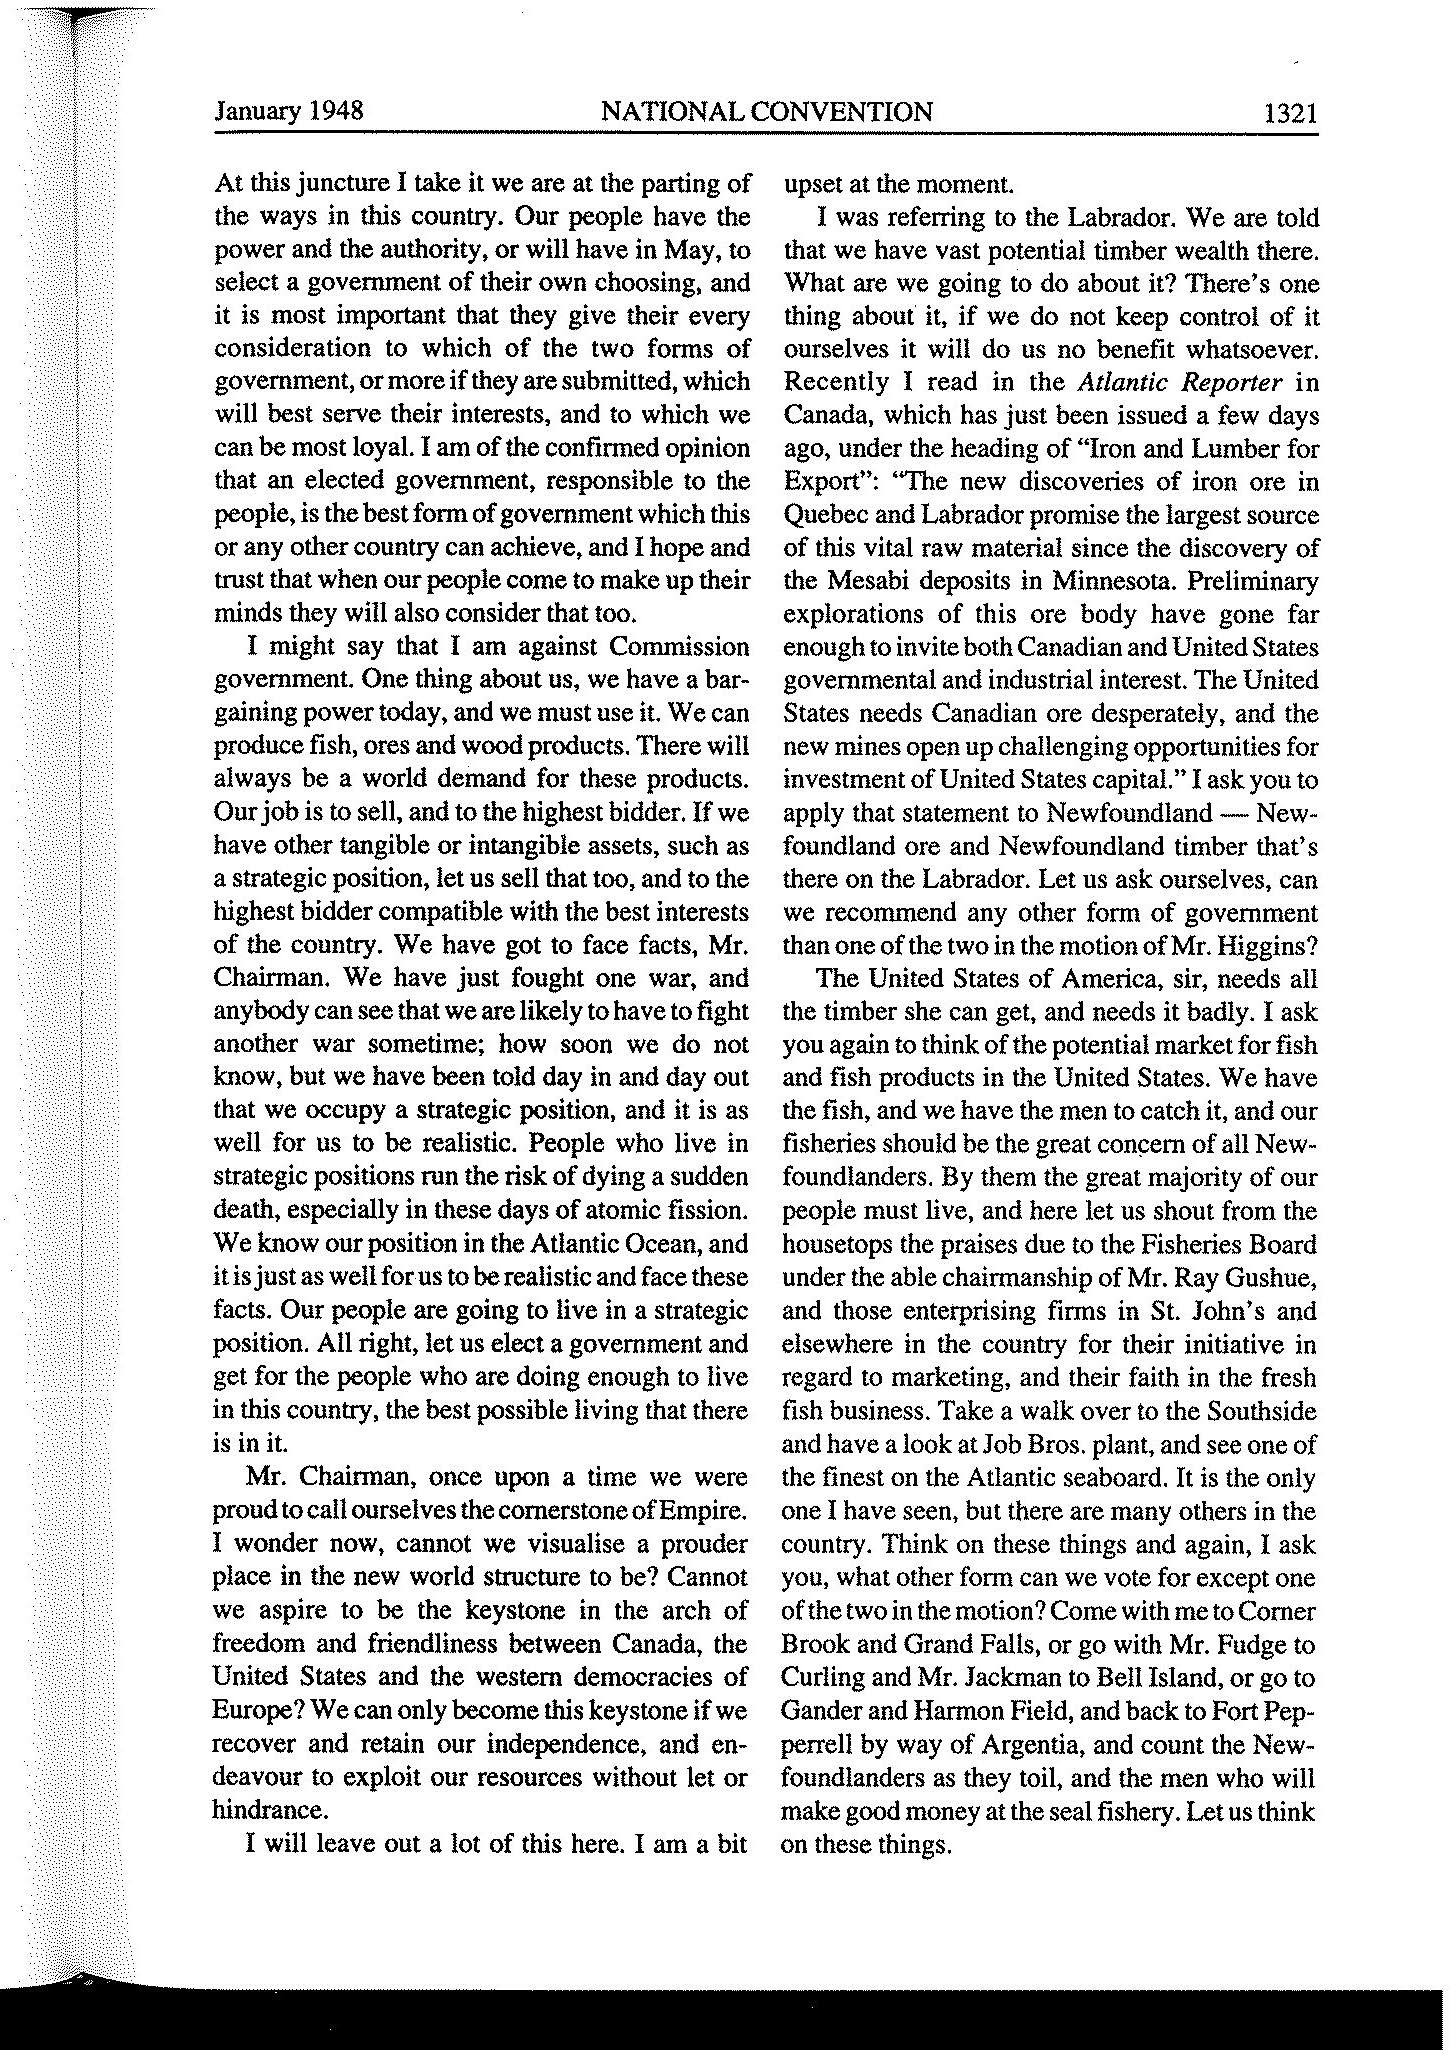 January 1948 NATIONAL CONVENTION 1321
At this juncture I take it we are at the parting of
the ways in this country. Our people have the
power and the authority, or will have in May, to
select a government of their own choosing, and
it is most important that they give their every
consideration to which of the two forms of
government, or more if they are submitted, which
will best serve their interests, and to which we
can be most loyal. I am of the confirmed opinion
that an elected government, responsible to the
people, is the best form of government which this
or any other country can achieve, and I hope and
trust that when our people come to make up their
minds they will also consider that too.
I might say that I am against Commission
government. One thing about us, we have a bar-
gaining power today, and we must use it. We can
produce fish, ores and wood products. There will
always be a world demand for these products.
Our job is to sell, and to the highest bidder. If we
have other tangible or intangible assets, such as
a strategic position, let us sell that too, and to the
highest bidder compatible with the best interests
of the country. We have got to face facts, Mr.
Chairman. We have just fought one war, and
anybody can see that we are likely to have to fight
another war sometime; how soon we do not
know, but we have been told day in and day out
that we occupy a strategic position, and it is as
well for us to be realistic. People who live in
strategic positions run the risk of dying a sudden
death, especially in these days of atomic fission.
We know our position in the Atlantic Ocean, and
it is just as well for us to be realistic and face these
facts. Our people are going to live in a strategic
position. All right, let us elect a government and
get for the people who are doing enough to live
in this country, the best possible living that there
is in it.
Mr. Chairman, once upon a time we were
proud to call ourselves the cornerstone of Empire.
I wonder now, cannot we visualise a prouder
place in the new world structure to be? Cannot
we aspire to be the keystone in the arch of
freedom and friendliness between Canada, the
United States and the western democracies of
Europe? We can only become this keystone if we
recover and retain our independence, and en-
deavour to exploit our resources without let or
hindrance.
I will leave out a lot of this here. I am a bit
upset at the moment.
I was referring to the Labrador. We are told
that we have vast potential timber wealth there.
What are we going to do about it? There's one
thing about it, if we do not keep control of it
ourselves it will do us no benefit whatsoever.
Recently I read in the Atlantic Reporter in
Canada, which has just been issued a few days
ago, under the heading of "Iron and Lumber for
Export": "The new discoveries of iron ore in
Quebec and Labrador promise the largest source
of this vital raw material since the discovery of
the Mesabi deposits in Minnesota. Preliminary
explorations of this ore body have gone far
enough to invite both Canadian and United States
governmental and industrial interest. The United
States needs Canadian ore desperately, and the
new mines open up challenging opportunities for
investment of United States capital." I ask you to
apply that statement to Newfoundland — New-
foundland ore and Newfoundland timber that's
there on the Labrador. Let us ask ourselves, can
we recommend any other form of government
than one of the two in the motion of Mr. Higgins?
The United States of America, sir, needs all
the timber she can get, and needs it badly. I ask
you again to think of the potential market for fish
and fish products in the United States. We have
the fish, and we have the men to catch it, and our
fisheries should be the great concern of all New-
foundlanders. By them the great majority of our
people must live, and here let us shout from the
housetops the praises due to the Fisheries Board
under the able chairmanship of Mr. Ray Gushue,
and those enterprising firms in St. John's and
elsewhere in the country for their initiative in
regard to marketing, and their faith in the fresh
fish business. Take a walk over to the Southside
and have a look at Job Bros. plant, and see one of
the finest on the Atlantic seaboard. It is the only
one I have seen, but there are many others in the
country. Think on these things and again, I ask
you, what other form can we vote for except one
of the two in the motion? Come with me to Corner
Brook and Grand Falls, or go with Mr. Fudge to
Curling and Mr. Jackman to Bell Island, or go to
Gander and Harmon Field, and back to Fort Pep-
perrell by way of Argentia, and count the New-
foundlanders as they toil, and the men who will
make good money at the seal fishery. Let us think
on these things.